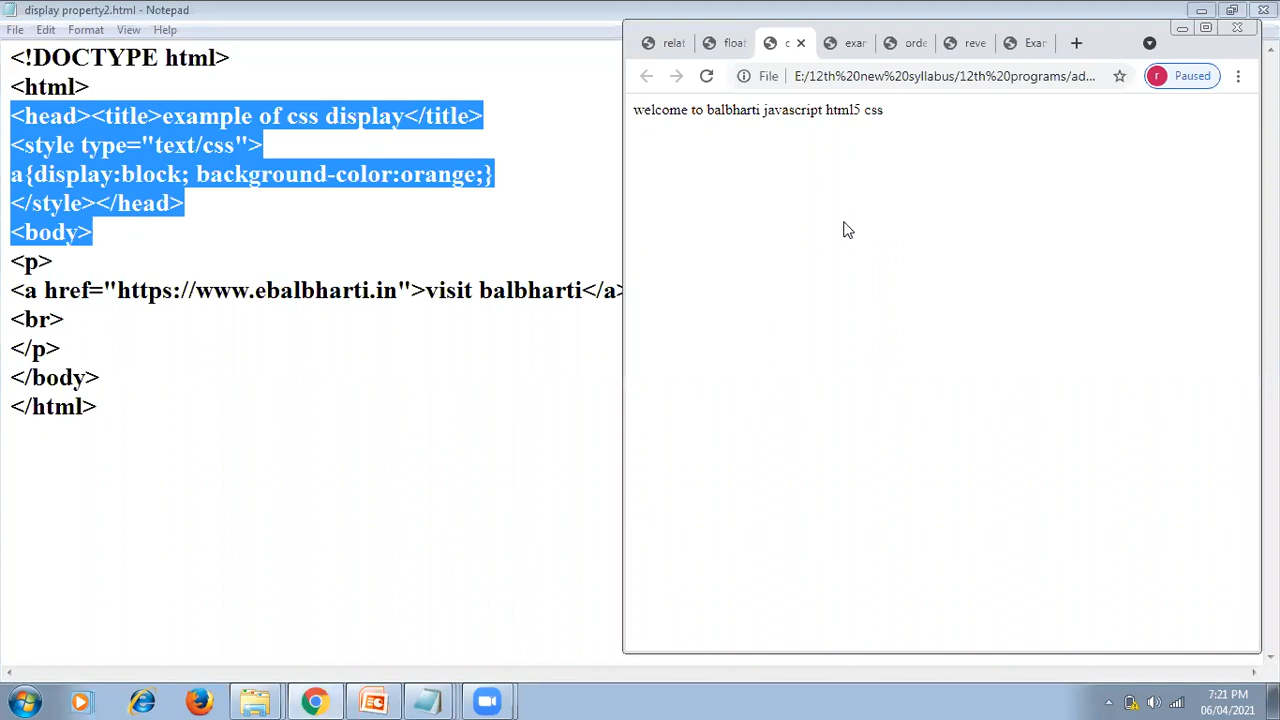 display property2.html - Notepad
File Edit Format View Help
<!DOCTYPE html>
<html>
<head><title>example of css display</title>
<style type="text/css">
a{display:block; background-color:orange;}
</style></head>
<body>
<p>
<a href="https://www.ebalbharti.in">visit balbharti</a>
<br>
</p>
</body>
</html>
relat float c Exar orde reve Exar
File E:/12th%20new%20syllabus/12th%20programs/ad... r Paused
welcome to balbharti javascript html5 css
7:21 PM
06/04/2021